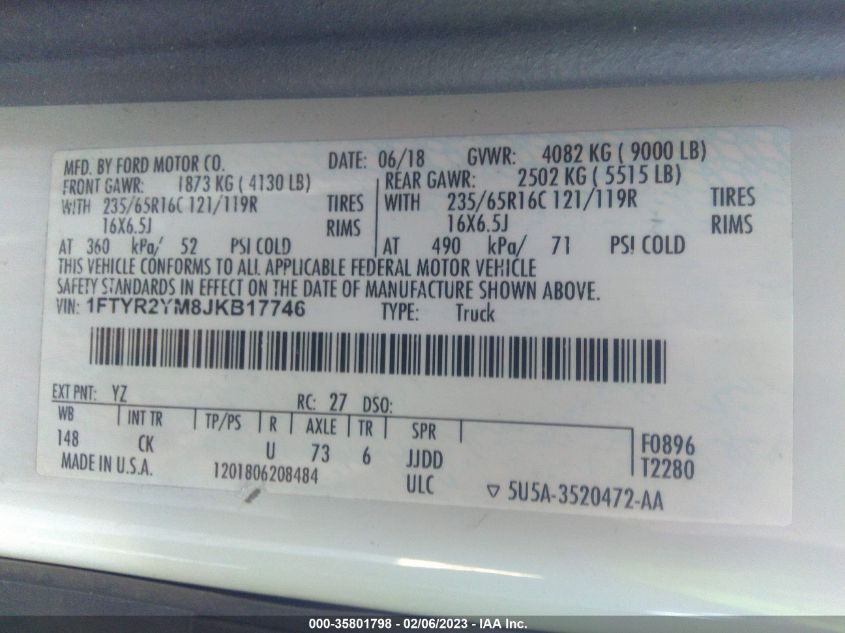 MFD. BY FORD MOTOR CO. DATE: 06/18 GVWR: 4082 KG ( 9000 LB)
FRONT GAWR: 1873 KG ( 4130 LB) REAR GAWR: 2502 KG ( 5515 LB)
WITH 235/65R16C 121/119R TIRES WITH 235/65R16C 121/119R TIRES
16X6.5J RIMS 16X6.5J RIMS
AT 360 kPa/ 52 PSI COLD AT 490 kPa/ 71 PSI COLD
THIS VEHICLE CONFORMS TO ALL APPLICABLE FEDERAL MOTOR VEHICLE
SAFETY STANDARDS IN EFFECT ON THE DATE OF MANUFACTURE SHOWN ABOVE.
VIN: 1FTYR2YM8JKB17746 TYPE: Truck
EXT PNT: YZ RC: 27 DSO:
WB INT TR TP/PS R AXLE TR SPR
148 CK U 73 6 JJDD F0896
MADE IN U.S.A. 1201806208484 ULC T2280
▽ 5U5A-3520472-AA
000-35801798 - 02/06/2023 - IAA Inc.